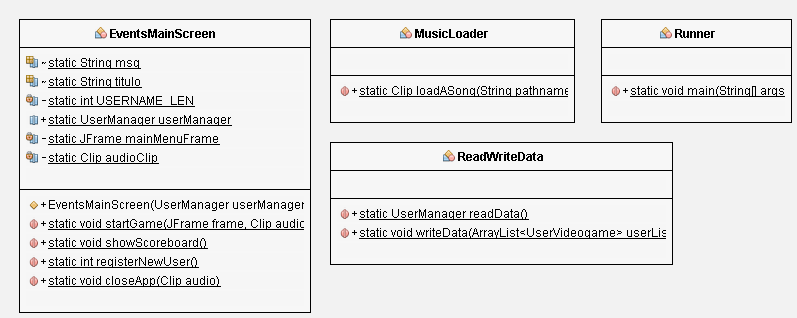 EventsMainScreen
~ static String msg
~ static String titulo
- static int USERNAME_LEN
+ static UserManager userManager
- static JFrame mainMenuFrame
- static Clip audioClip
+ EventsMainScreen(UserManager userManager
+ static void startGame(JFrame frame, Clip audio
+ static void showScoreboard()
+ static int registerNewUser()
+ static void closeApp(Clip audio)
MusicLoader
+ static Clip loadASong(String pathname
Runner
+ static void main(String[] args
ReadWriteData
+ static UserManager readData()
+ static void writeData(ArrayList<UserVideogame> userLis